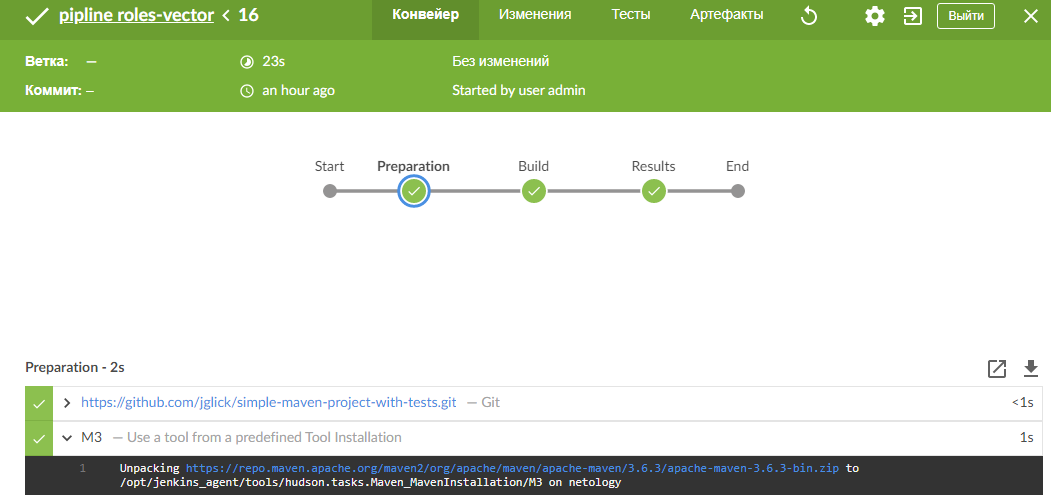 pipline roles-vector < 16 Конвейер Изменения Тесты Артефакты Выйти
Ветка: — 23s Без изменений
Коммит: – an hour ago Started by user admin
Start Preparation Build Results End
Preparation - 2s
https://github.com/jglick/simple-maven-project-with-tests.git — Git <1s
M3 — Use a tool from a predefined Tool Installation 1s
1 Unpacking https://repo.maven.apache.org/maven2/org/apache/maven/apache-maven/3.6.3/apache-maven-3.6.3-bin.zip to
/opt/jenkins_agent/tools/hudson.tasks.Maven_MavenInstallation/M3 on netology